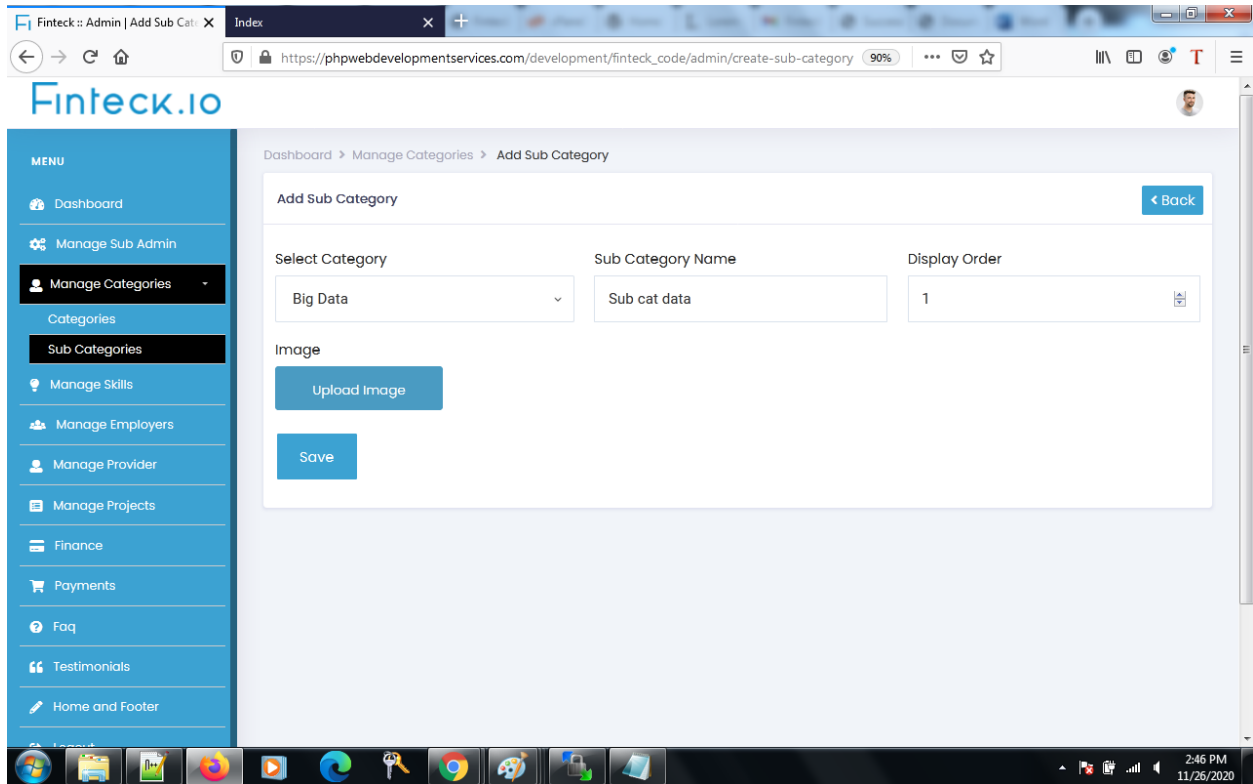 Finteck :: Admin | Add Sub Cate
Index
https://phpwebdevelopmentservices.com/development/finteck_code/admin/create-sub-category
90%
Finteck.io
MENU
Dashboard
Manage Sub Admin
Manage Categories
Categories
Sub Categories
Manage Skills
Manage Employers
Manage Provider
Manage Projects
Finance
Payments
Faq
Testimonials
Home and Footer
Logout
Dashboard > Manage Categories > Add Sub Category
Add Sub Category
Back
Select Category
Sub Category Name
Display Order
Big Data
Sub cat data
1
Image
Upload Image
Save
2:46 PM
11/26/2020